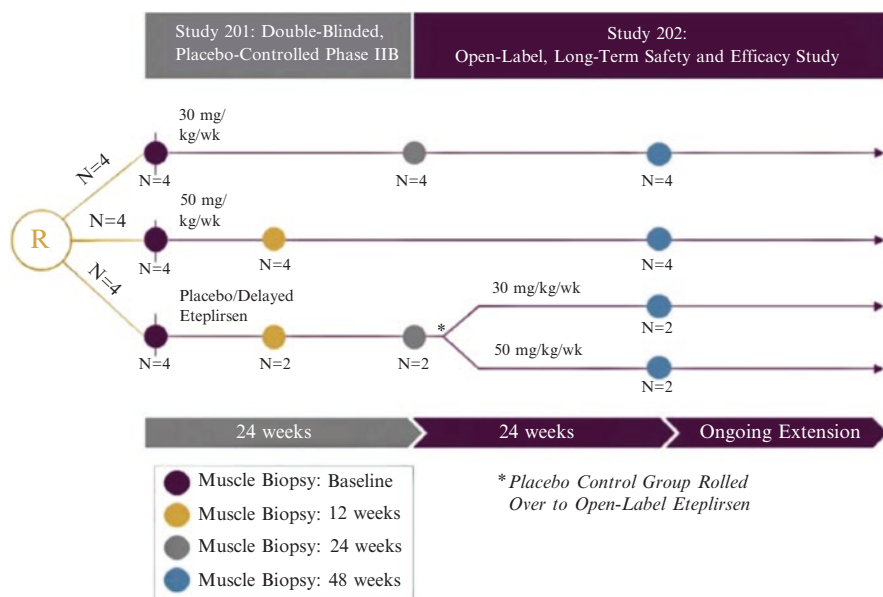 Study 201: Double-Blinded,
Placebo-Controlled Phase IIB
Study 202:
Open-Label, Long-Term Safety and Efficacy Study
30 mg/
kg/wk
N=4
N=4
N=4
N=4
R
N=4
50 mg/
kg/wk
N=4
N=4
N=4
N=4
Placebo/Delayed
Eteplirsen
N=4
N=2
N=2
*
30 mg/kg/wk
N=2
50 mg/kg/wk
N=2
24 weeks
24 weeks
Ongoing Extension
Muscle Biopsy: Baseline
Muscle Biopsy: 12 weeks
Muscle Biopsy: 24 weeks
Muscle Biopsy: 48 weeks
*Placebo Control Group Rolled
Over to Open-Label Eteplirsen